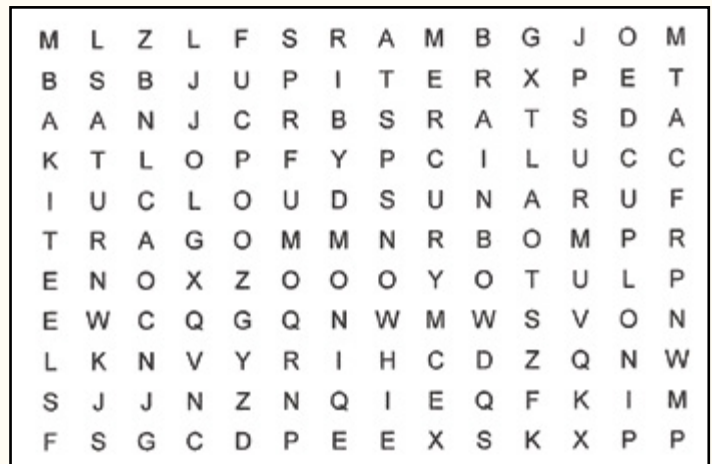 M L Z L F S R A M B G J O M
B S B J U P I T E R X P E T
A A N J C R B S R A T S D A
K T L O P F Y P C I L U C C
I U C L O U D S U N A R U F
T R A G O M M N R B O M P R
E N O X Z O O O Y O T U L P
E W C Q G Q N W M W S V O N
L K N V Y R I H C D Z Q N W
S J J N Z N Q I E Q F K I M
F S G C D P E E X S K X P P